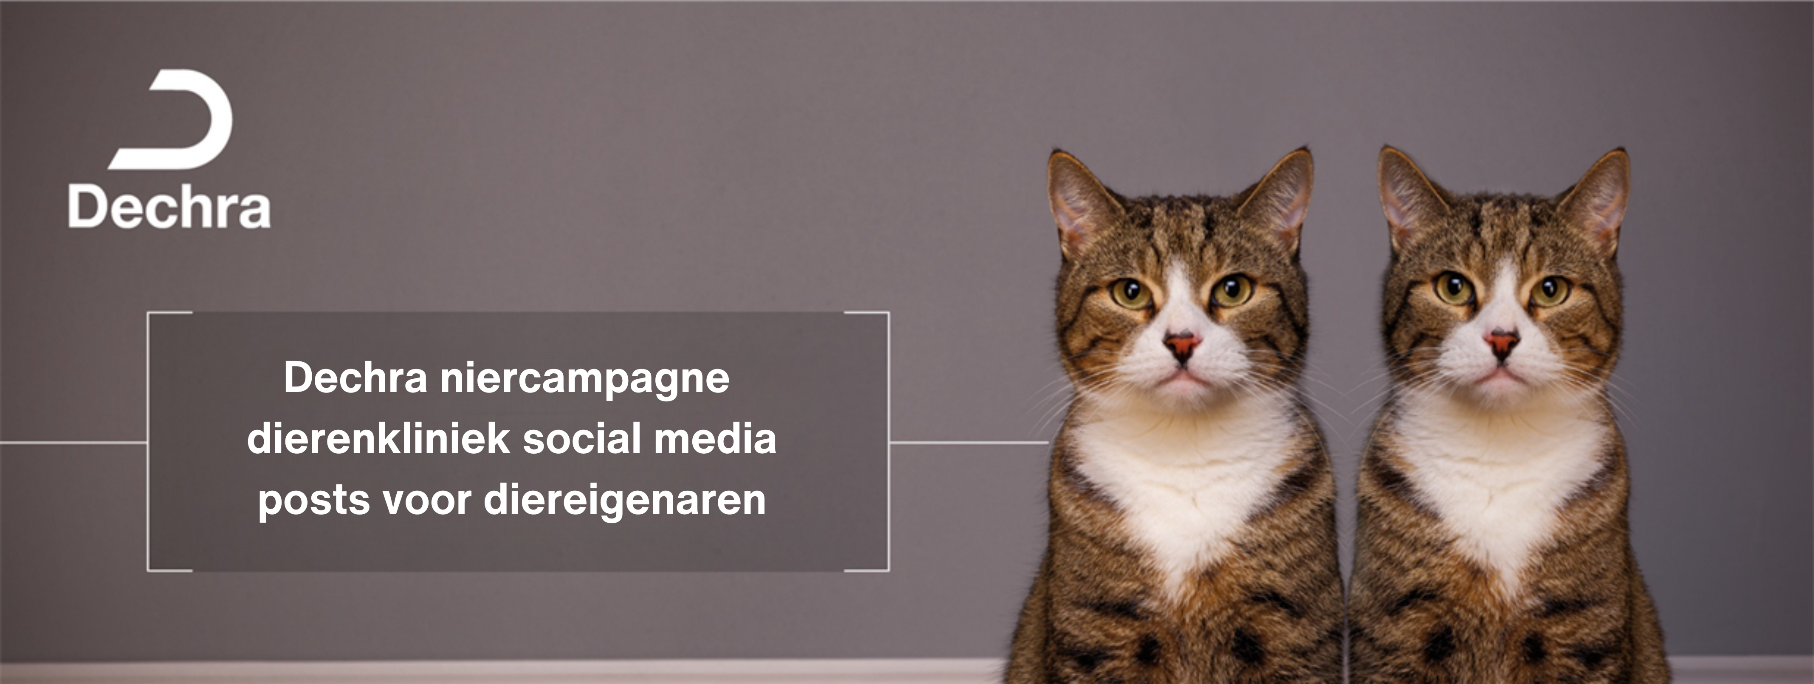 Dechra
Dechra niercampagne
dierenkliniek social media
posts voor diereigenaren